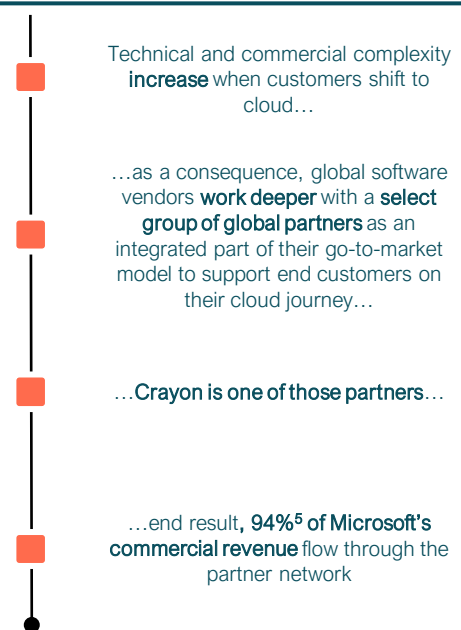 Technical and commercial complexity
increase when customers shift to
cloud…
…as a consequence, global software
vendors work deeper with a select
group of global partners as an
integrated part of their go-to-market
model to support end customers on
their cloud journey…
…Crayon is one of those partners…
…end result, 94%⁵ of Microsoft’s
commercial revenue flow through the
partner network